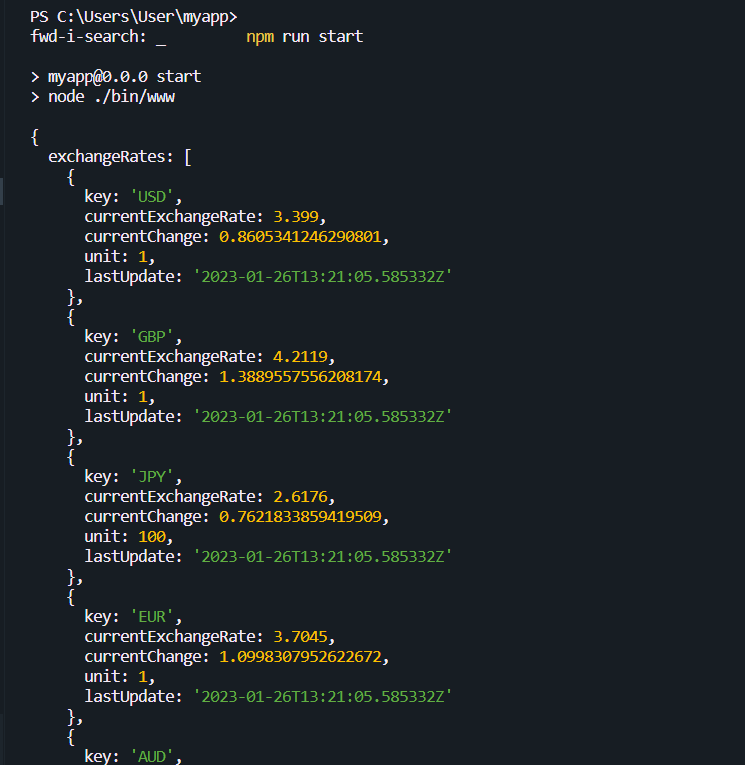 PS C:\Users\User\myapp>
fwd-i-search: _ npm run start
> myapp@0.0.0 start
> node ./bin/www
{
exchangeRates: [
{
key: 'USD',
currentExchangeRate: 3.399,
currentChange: 0.8605341246290801,
unit: 1,
lastUpdate: '2023-01-26T13:21:05.585332Z'
},
{
key: 'GBP',
currentExchangeRate: 4.2119,
currentChange: 1.3889557556208174,
unit: 1,
lastUpdate: '2023-01-26T13:21:05.585332Z'
},
{
key: 'JPY',
currentExchangeRate: 2.6176,
currentChange: 0.7621833859419509,
unit: 100,
lastUpdate: '2023-01-26T13:21:05.585332Z'
},
{
key: 'EUR',
currentExchangeRate: 3.7045,
currentChange: 1.0998307952622672,
unit: 1,
lastUpdate: '2023-01-26T13:21:05.585332Z'
},
{
key: 'AUD',